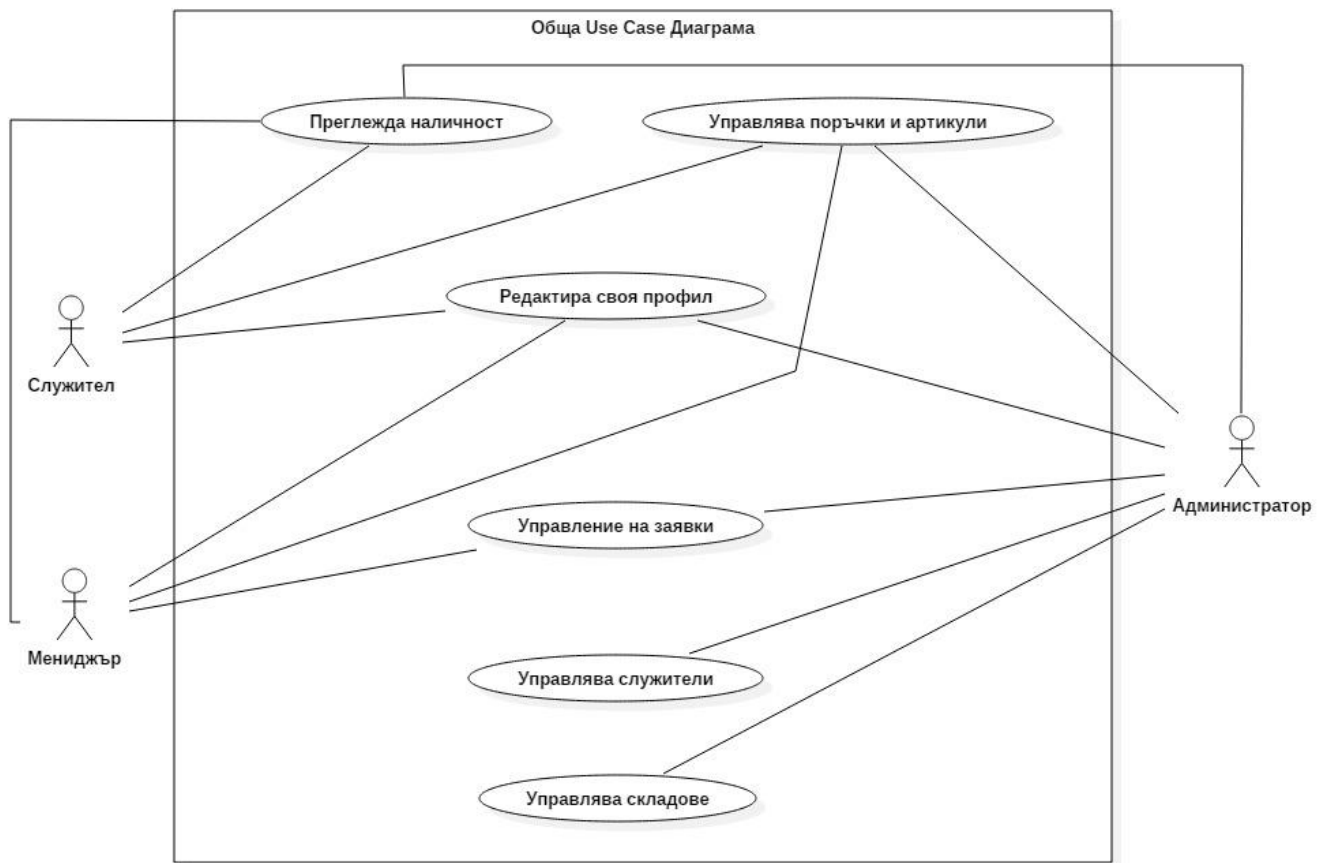 Обща Use Case Диаграма
Преглежда наличност
Управлява поръчки и артикули
Редактира своя профил
Служител
Управление на заявки
Администратор
Мениджър
Управлява служители
Управлява складове